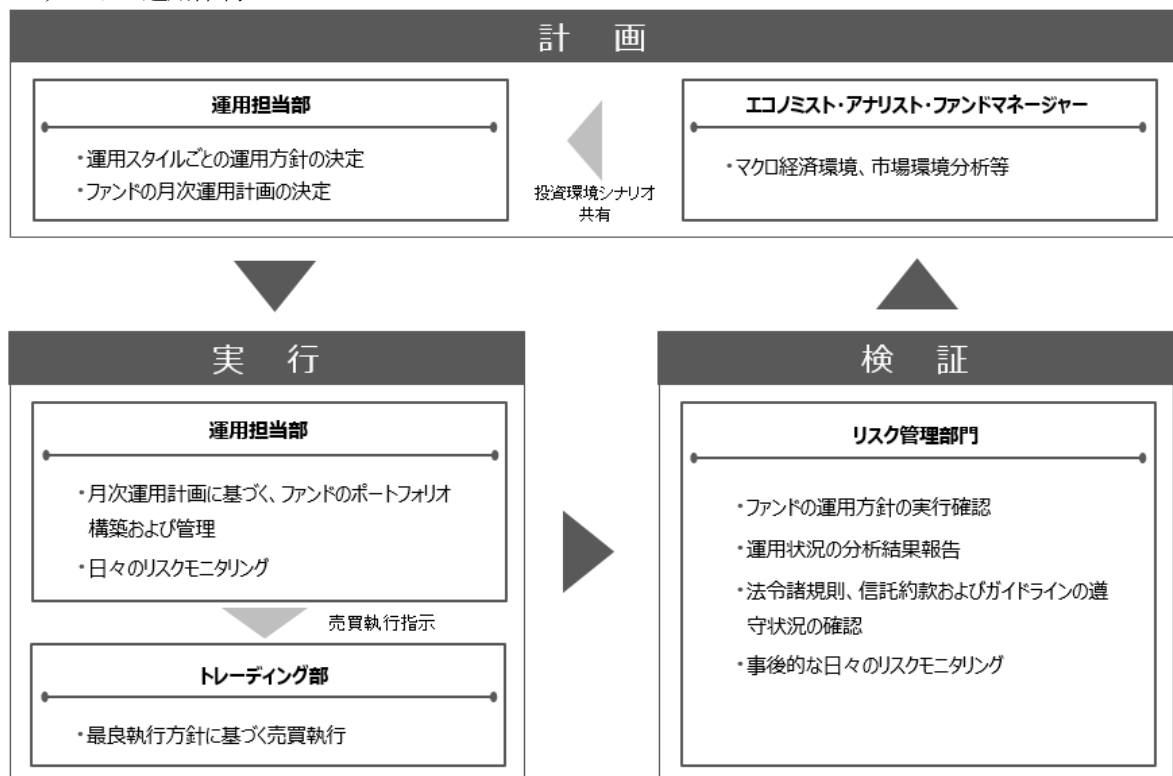 計 画
運用担当部
・運用スタイルごとの運用方針の決定
・ファンドの月次運用計画の決定
投資環境シナリオ
共有
エコノミスト・アナリスト・ファンドマネージャー
・マクロ経済環境、市場環境分析等
実 行
運用担当部
・月次運用計画に基づく、ファンドのポートフォリオ
構築および管理
・日々のリスクモニタリング
売買執行指示
トレーディング部
・最良執行方針に基づく売買執行
検 証
リスク管理部門
・ファンドの運用方針の実行確認
・運用状況の分析結果報告
・法令諸規則、信託約款およびガイドラインの遵
守状況の確認
・事後的な日々のリスクモニタリング